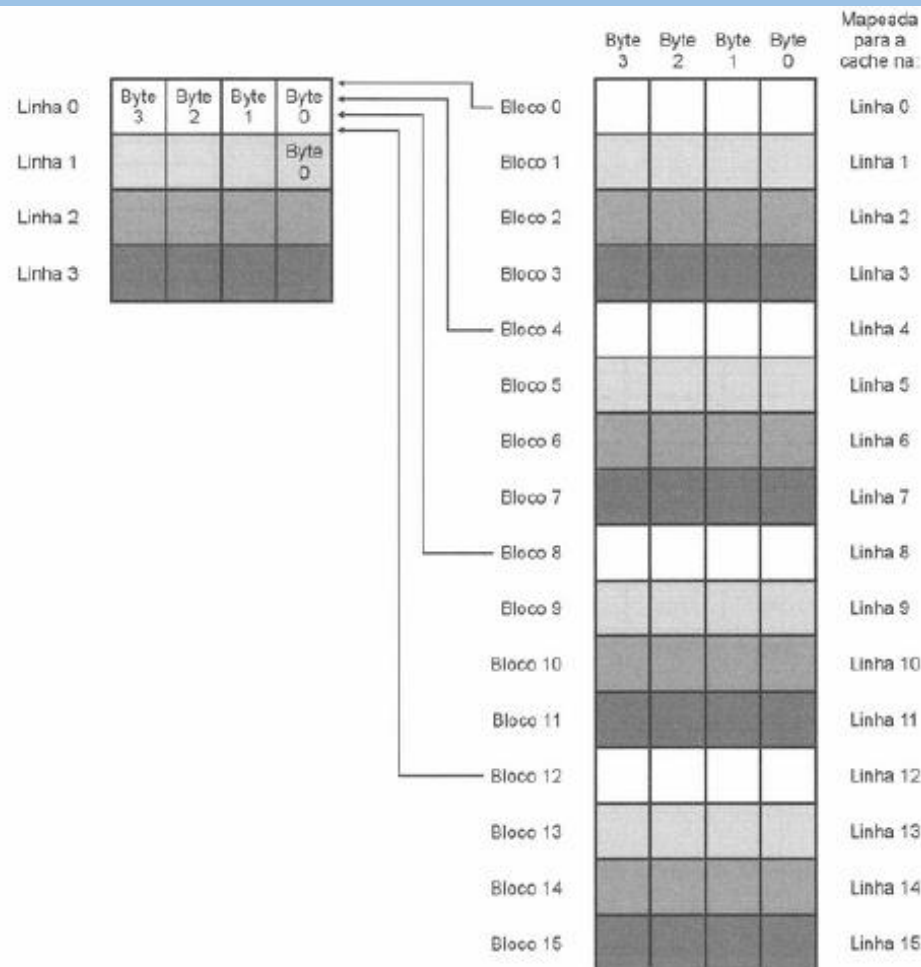 Mapeada
Byte Byte Byte Byte para a
3 2 1 0 cache na:
Linha 0 Byte Byte Byte Byte Bloco 0 Linha 0
3 2 1 0
Linha 1 Byte Bloco 1 Linha 1
0
Linha 2 Bloco 2 Linha 2
Linha 3 Bloco 3 Linha 3
Bloco 4 Linha 4
Bloco 5 Linha 5
Bloco 6 Linha 6
Bloco 7 Linha 7
Bloco 8 Linha 8
Bloco 9 Linha 9
Bloco 10 Linha 10
Bloco 11 Linha 11
Bloco 12 Linha 12
Bloco 13 Linha 13
Bloco 14 Linha 14
Bloco 15 Linha 15